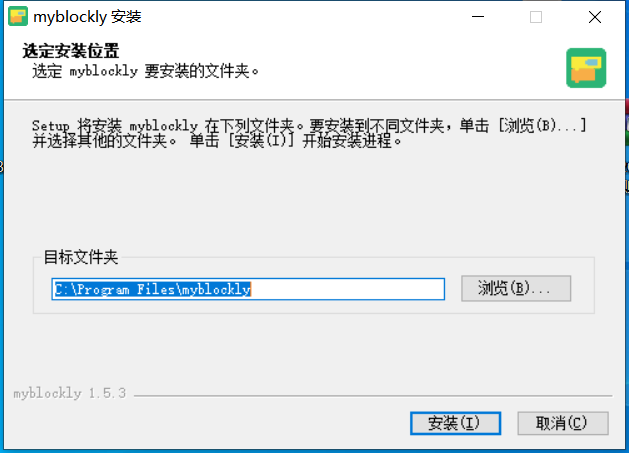 myblockly 安装
选定安装位置
选定 myblockly 要安装的文件夹。
Setup 将安装 myblockly 在下列文件夹。要安装到不同文件夹，单击 [浏览(B)...]
并选择其他的文件夹。 单击 [安装(I)] 开始安装进程。
目标文件夹
C:\Program Files\myblockly
浏览(B)...
myblockly 1.5.3
安装(I)
取消(C)